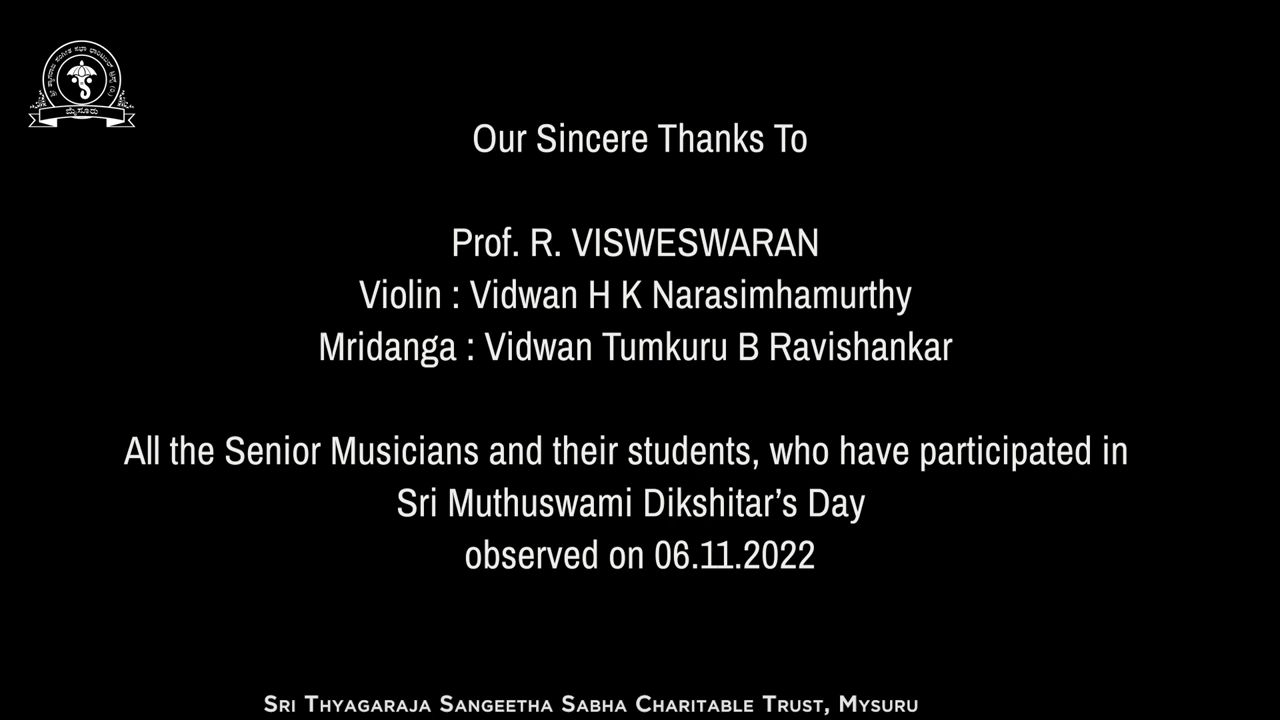 ಮೈಸೂರು
Our Sincere Thanks To
Prof. R. VISWESWARAN
Violin : Vidwan H K Narasimhamurthy
Mridanga : Vidwan Tumkuru B Ravishankar
All the Senior Musicians and their students, who have participated in
Sri Muthuswami Dikshitar’s Day
observed on 06.11.2022
SRI THYAGARAJA SANGEETHA SABHA CHARITABLE TRUST, MYSURU